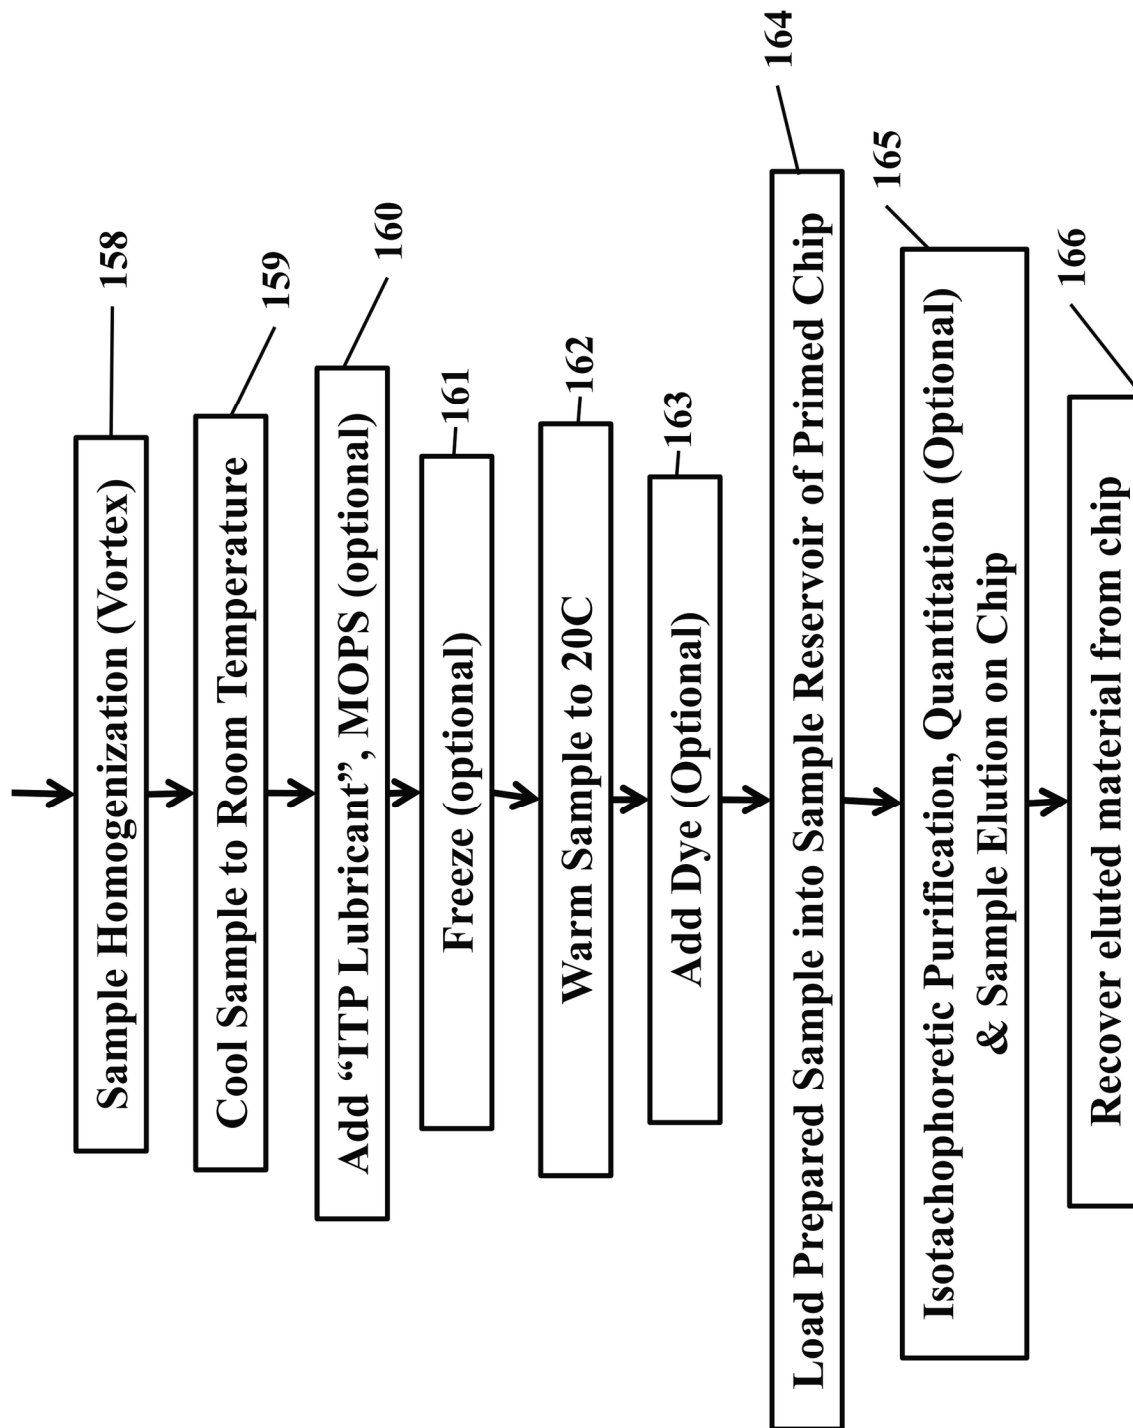 Sample Homogenization (Vortex)
158
Cool Sample to Room Temperature
159
Add “ITP Lubricant”, MOPS (optional)
160
Freeze (optional)
161
Warm Sample to 20C
162
Add Dye (Optional)
163
Load Prepared Sample into Sample Reservoir of Primed Chip
164
Isotachophoretic Purification, Quantitation (Optional)
& Sample Elution on Chip
165
Recover eluted material from chip
166